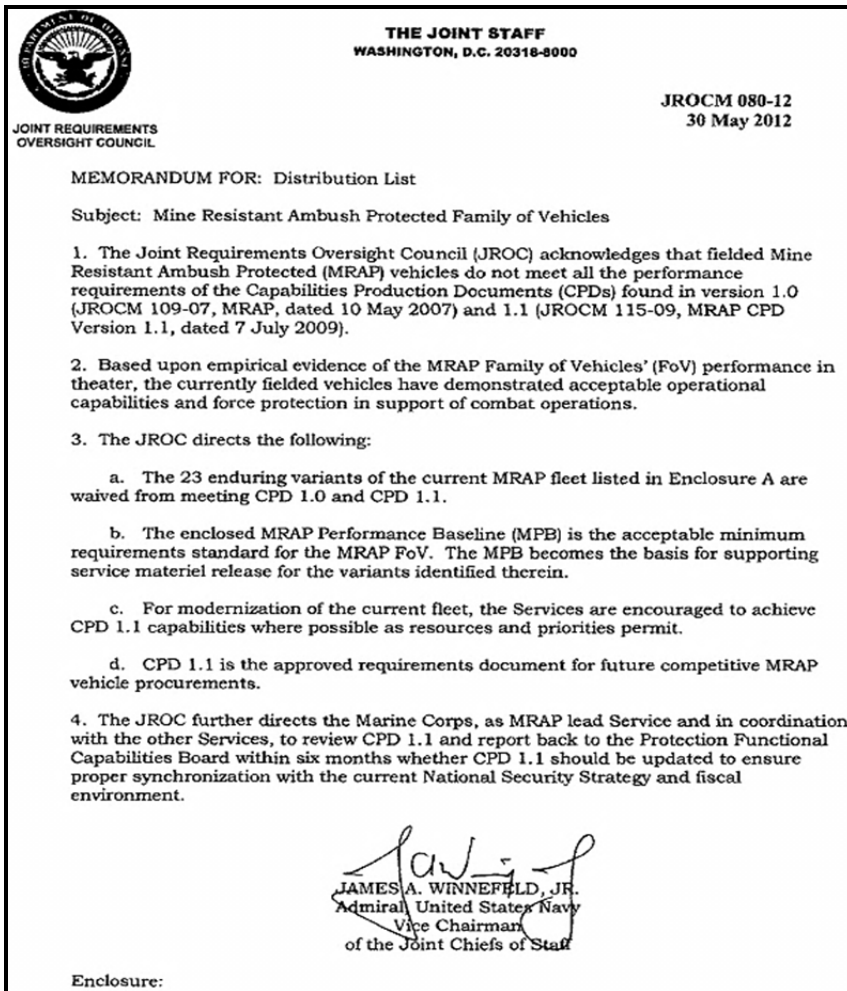 THE JOINT STAFF
WASHINGTON, D.C. 20318-8000
JROCM 080-12
30 May 2012
JOINT REQUIREMENTS
OVERSIGHT COUNCIL
MEMORANDUM FOR: Distribution List
Subject: Mine Resistant Ambush Protected Family of Vehicles
1. The Joint Requirements Oversight Council (JROC) acknowledges that fielded Mine
Resistant Ambush Protected (MRAP) vehicles do not meet all the performance
requirements of the Capabilities Production Documents (CPDs) found in version 1.0
(JROCM 109-07, MRAP, dated 10 May 2007) and 1.1 (JROCM 115-09, MRAP CPD
Version 1.1, dated 7 July 2009).
2. Based upon empirical evidence of the MRAP Family of Vehicles' (FoV) performance in
theater, the currently fielded vehicles have demonstrated acceptable operational
capabilities and force protection in support of combat operations.
3. The JROC directs the following:
a. The 23 enduring variants of the current MRAP fleet listed in Enclosure A are
waived from meeting CPD 1.0 and CPD 1.1.
b. The enclosed MRAP Performance Baseline (MPB) is the acceptable minimum
requirements standard for the MRAP FoV. The MPB becomes the basis for supporting
service materiel release for the variants identified therein.
c. For modernization of the current fleet, the Services are encouraged to achieve
CPD 1.1 capabilities where possible as resources and priorities permit.
d. CPD 1.1 is the approved requirements document for future competitive MRAP
vehicle procurements.
4. The JROC further directs the Marine Corps, as MRAP lead Service and in coordination
with the other Services, to review CPD 1.1 and report back to the Protection Functional
Capabilities Board within six months whether CPD 1.1 should be updated to ensure
proper synchronization with the current National Security Strategy and fiscal
environment.
JAMES A. WINNEFELD, JR.
Admiral, United States Navy
Vice Chairman
of the Joint Chiefs of Staff
Enclosure: